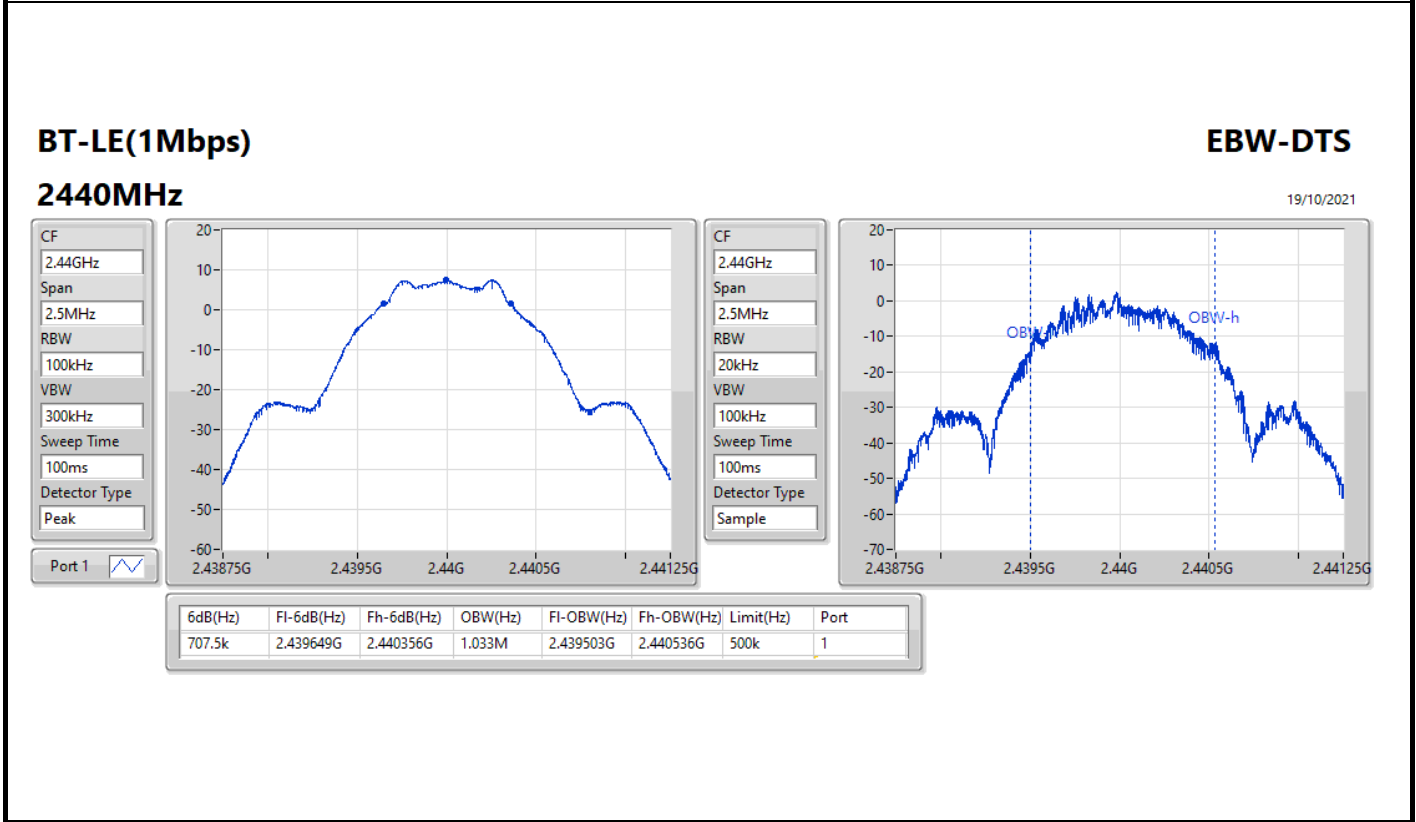 BT-LE(1Mbps)
EBW-DTS
2440MHz
19/10/2021
CF
2.44GHz
Span
2.5MHz
RBW
100kHz
VBW
300kHz
Sweep Time
100ms
Detector Type
Peak
Port 1
20
10
0
-10
-20
-30
-40
-50
-60
2.43875G 2.4395G 2.44G 2.4405G 2.44125G
CF
2.44GHz
Span
2.5MHz
RBW
20kHz
VBW
100kHz
Sweep Time
100ms
Detector Type
Sample
20
10
0
-10
-20
-30
-40
-50
-60
-70
OBW-h
2.43875G 2.4395G 2.44G 2.4405G 2.44125G
6dB(Hz) Fl-6dB(Hz) Fh-6dB(Hz) OBW(Hz) Fl-OBW(Hz) Fh-OBW(Hz) Limit(Hz) Port
707.5k 2.439649G 2.440356G 1.033M 2.439503G 2.440536G 500k 1